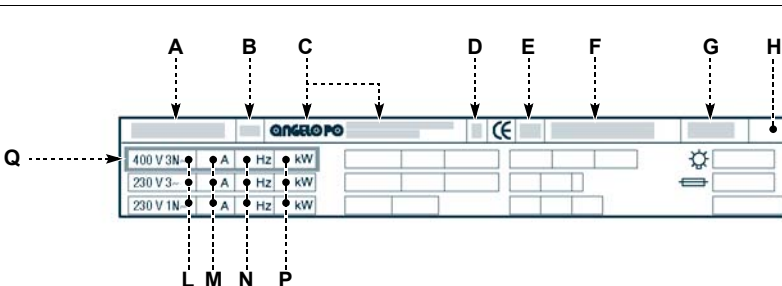 A B C D E F G H
ANGELO PO CE
Q
400 V 3N~ A Hz kW
230 V 3~ A Hz kW
230 V 1N~ A Hz kW
L M N P